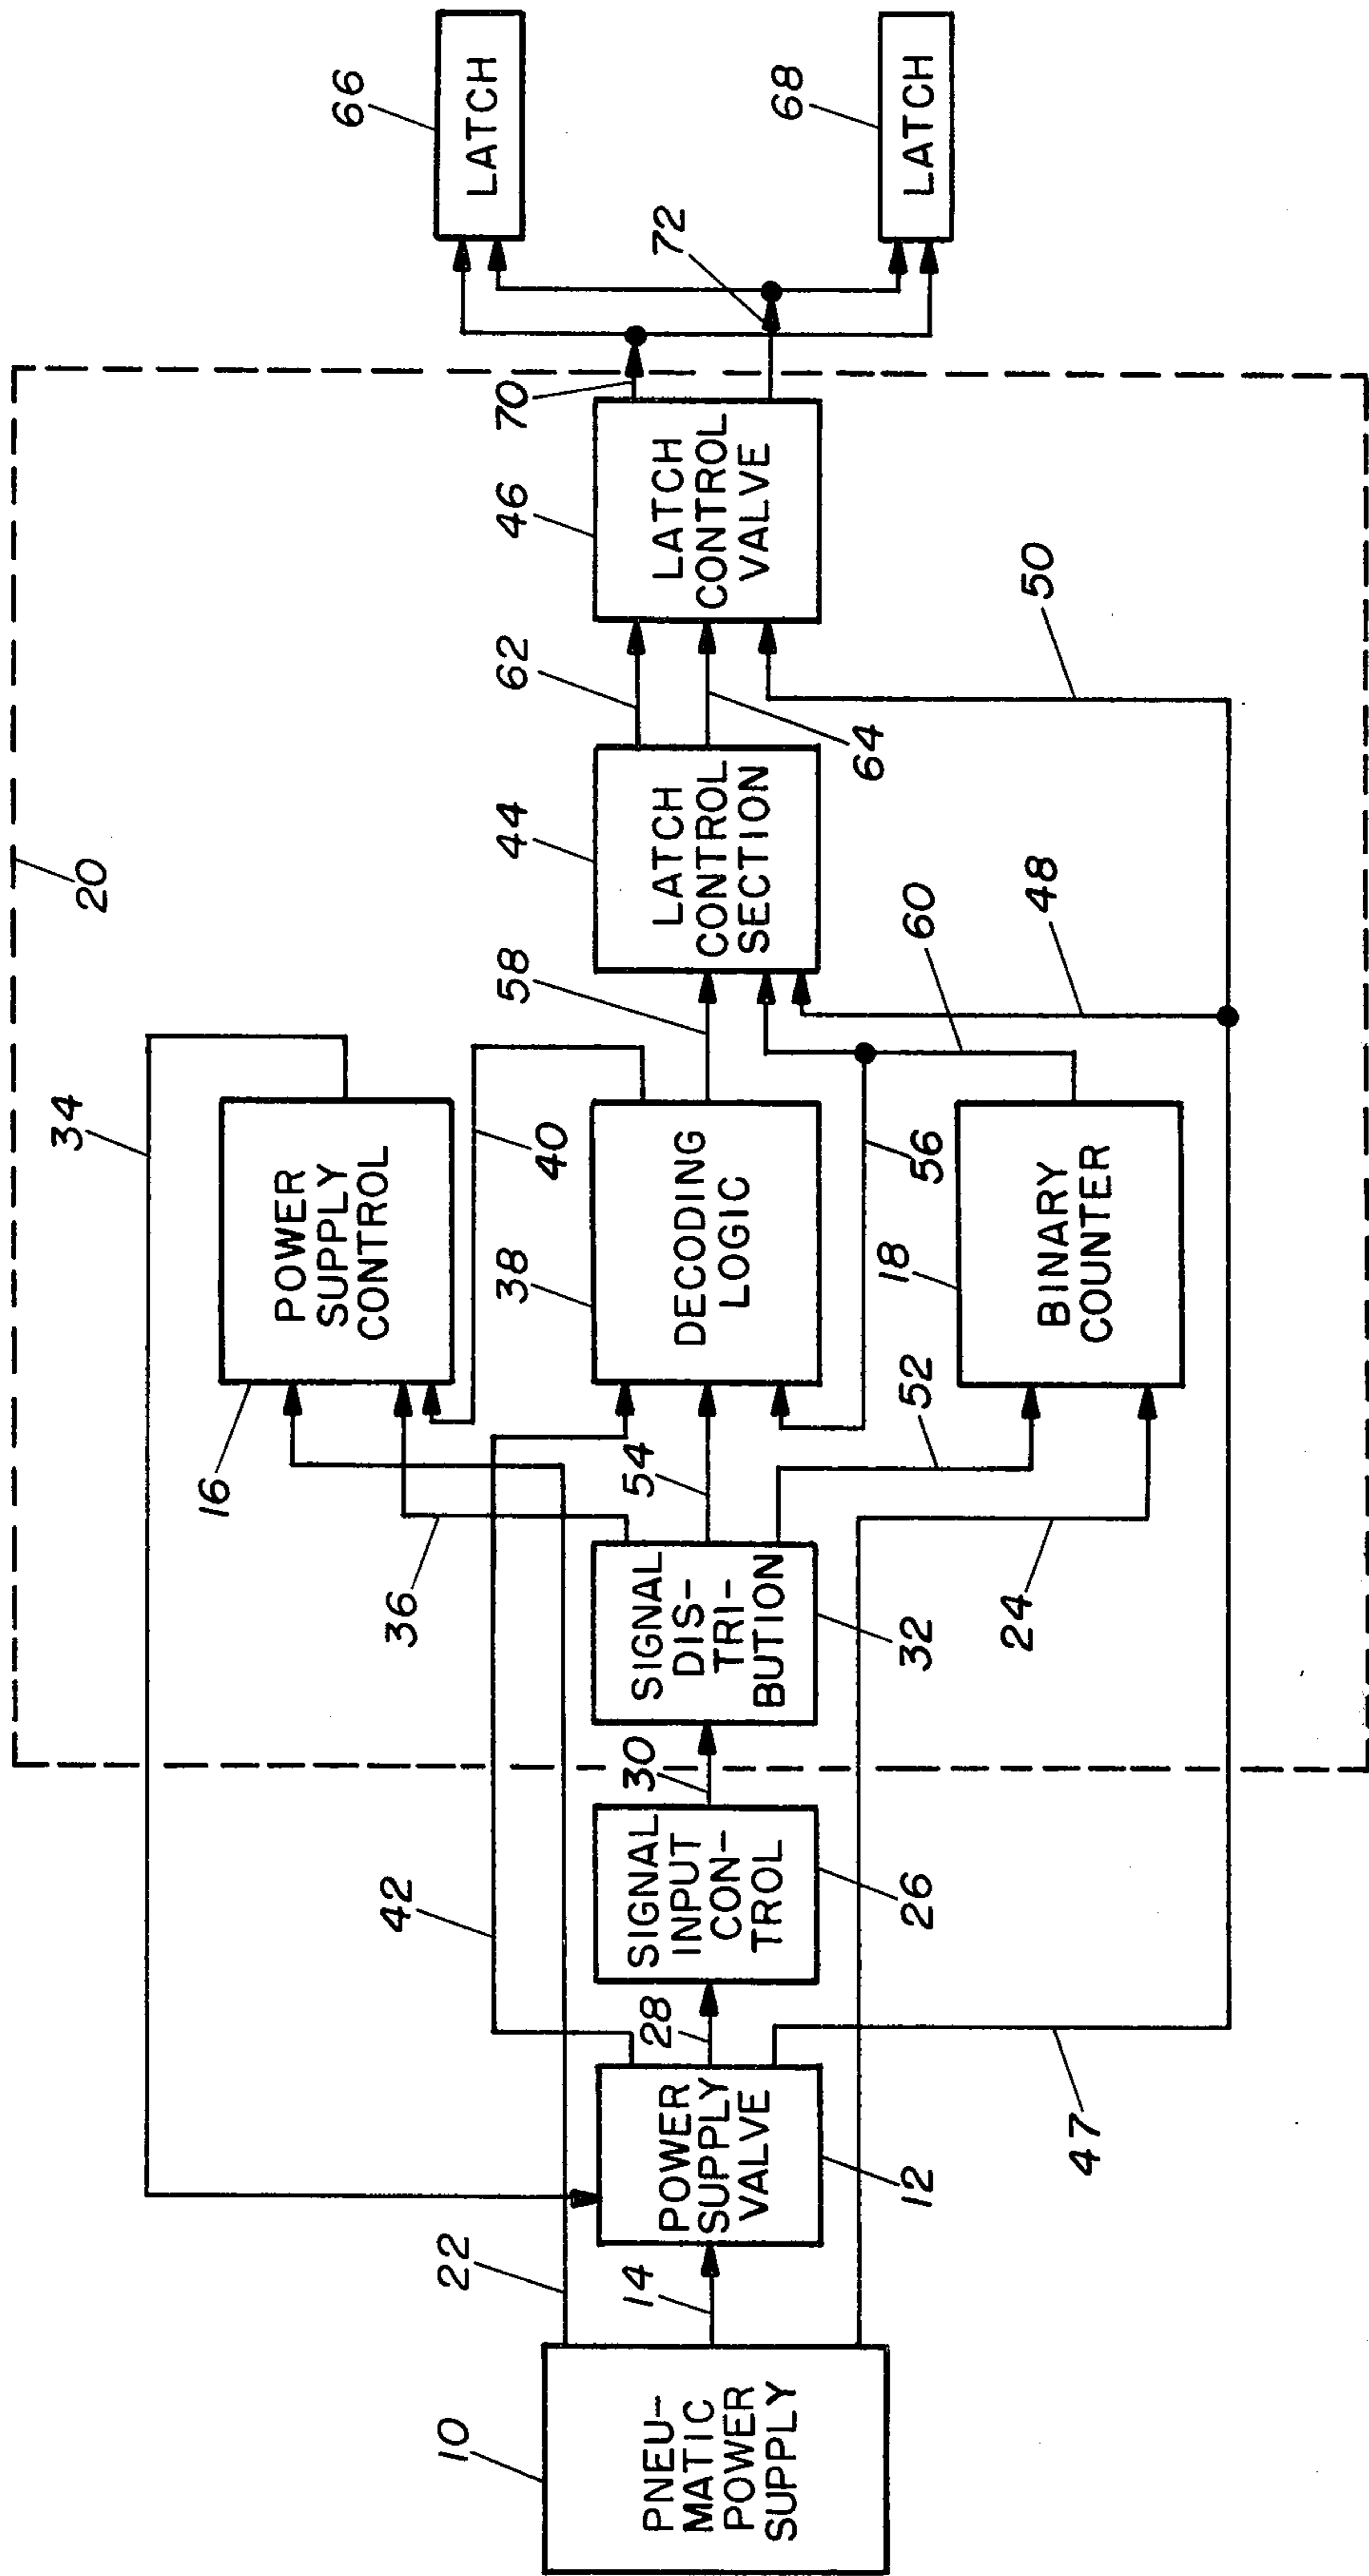 20
34
POWER
SUPPLY
CONTROL
16
66
LATCH
36
40
42
22
10
PNEU-
MATIC
POWER
SUPPLY
14
POWER
SUPPLY
VALVE
12
28
SIGNAL
INPUT
CON-
TROL
26
30
SIGNAL
DIS-
TRI-
BUTION
32
54
38
DECODING
LOGIC
58
44
LATCH
CONTROL
SECTION
62
64
46
LATCH
CONTROL
VALVE
70
72
52
56
18
BINARY
COUNTER
60
24
48
50
47
68
LATCH